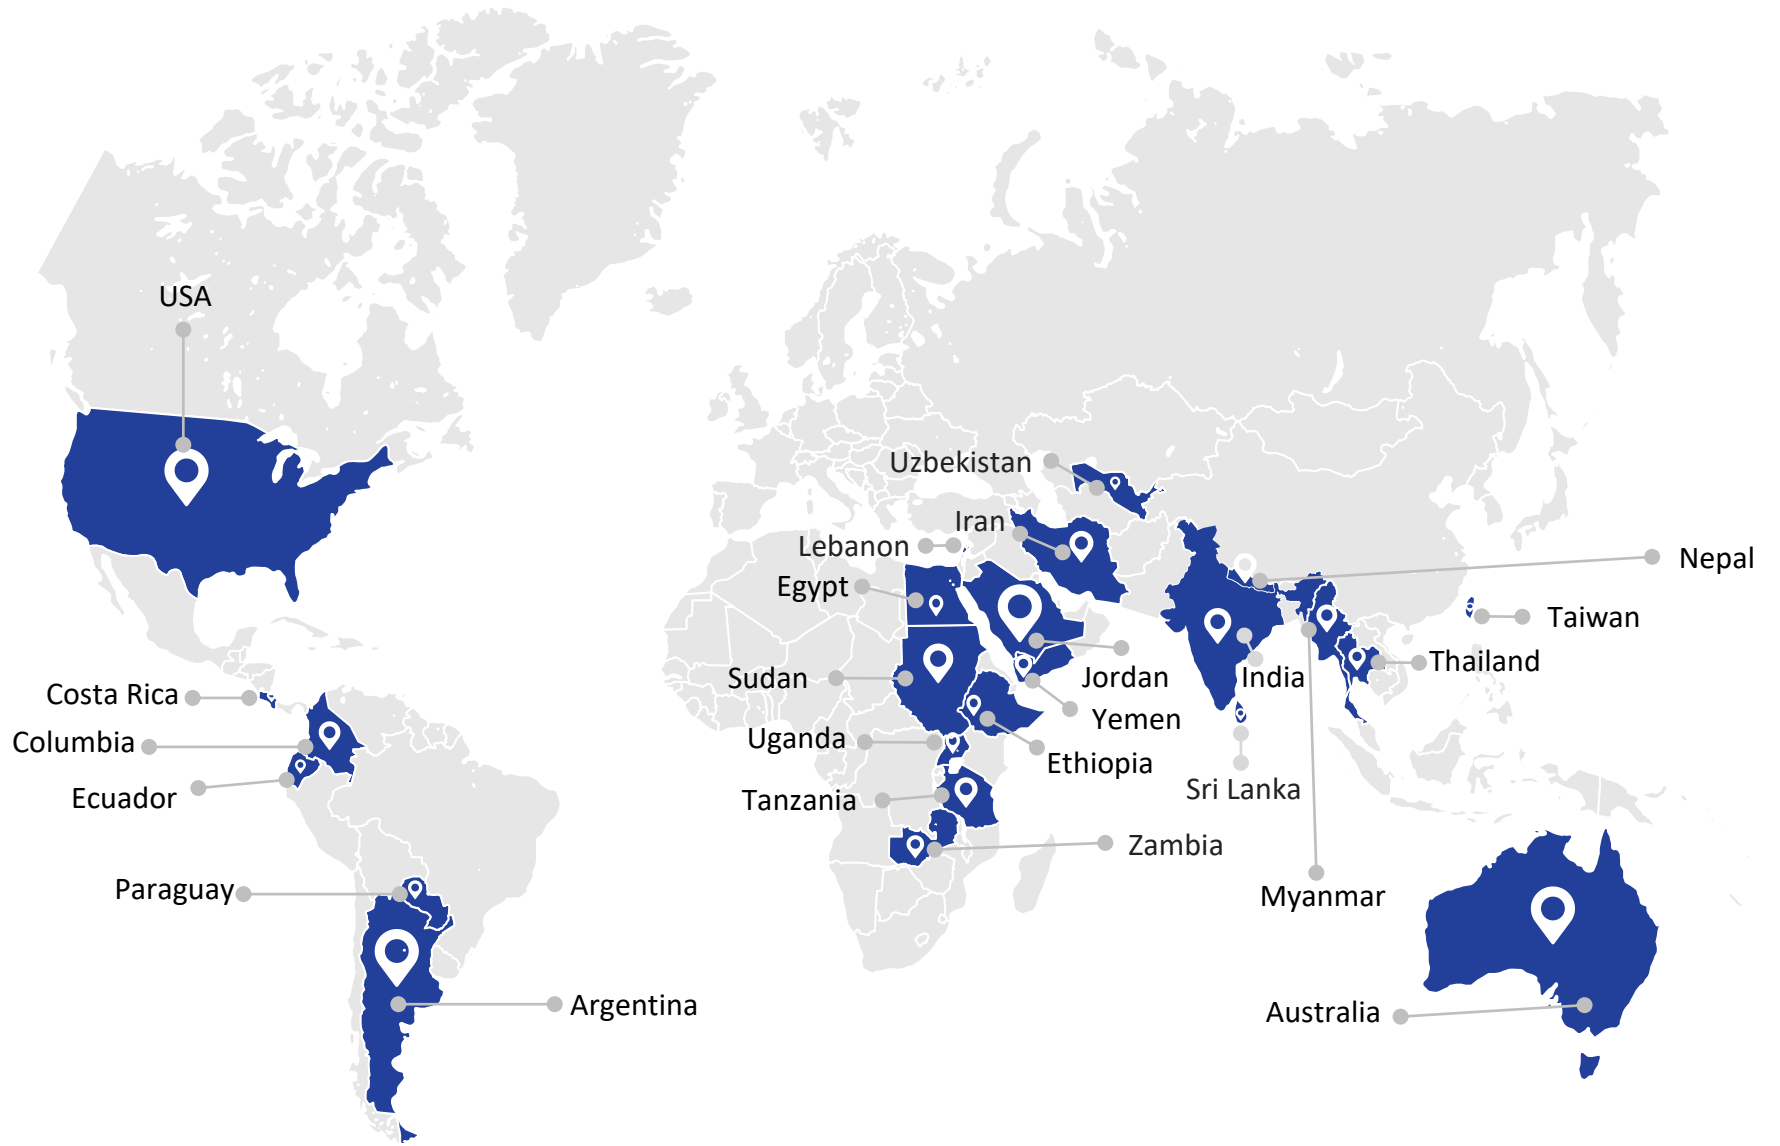 USA
Uzbekistan
Iran
Lebanon
Nepal
Egypt
Taiwan
Thailand
Sudan
Jordan
India
Costa Rica
Yemen
Columbia
Uganda
Ethiopia
Sri Lanka
Ecuador
Tanzania
Zambia
Paraguay
Myanmar
Argentina
Australia